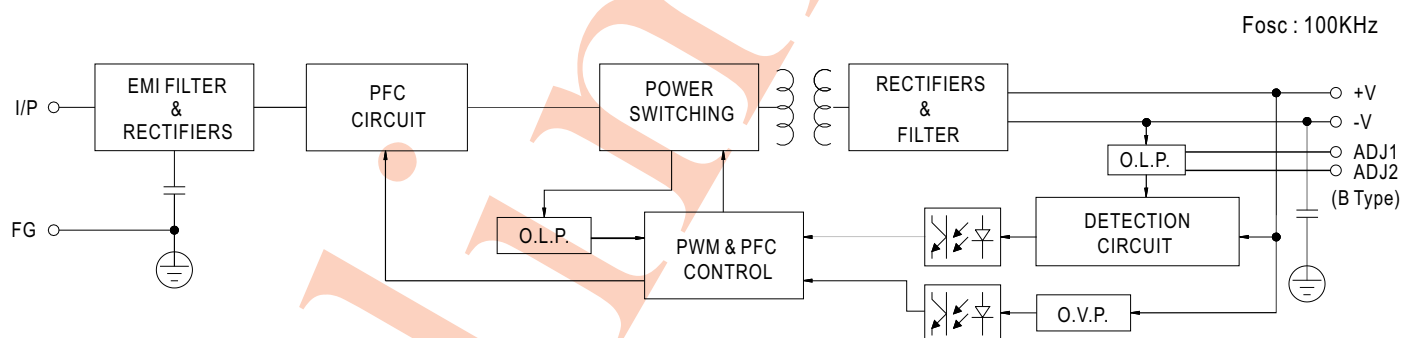 Fosc : 100KHz
I/P
EMI FILTER
&
RECTIFIERS
PFC
CIRCUIT
POWER
SWITCHING
RECTIFIERS
&
FILTER
+V
-V
O.L.P.
ADJ1
ADJ2
(B Type)
FG
O.L.P.
PWM & PFC
CONTROL
DETECTION
CIRCUIT
O.V.P.